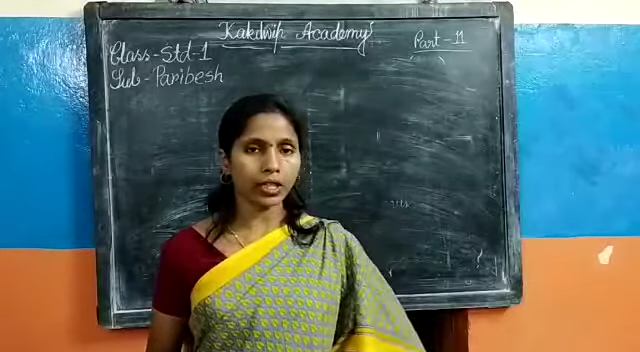 Kakdwip Academy
Part - 11
Class - Std - 1
Sub - Paribesh